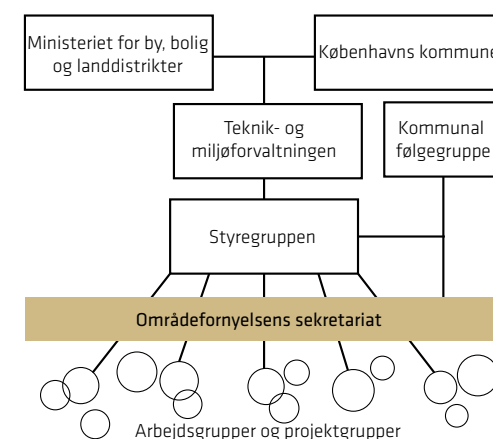 Ministeriet for by, bolig
og landdistrikter
Københavns kommune
Teknik- og
miljøforvaltningen
Kommunal
følgegruppe
Styregruppen
Områdefornyelsens sekretariat
Arbejdsgrupper og projektgrupper